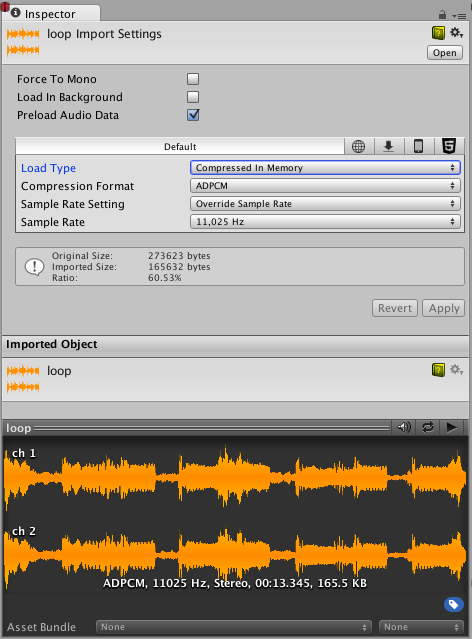 Inspector
loop Import Settings
Open
Force To Mono
Load In Background
Preload Audio Data
Default
Load Type Compressed In Memory
Compression Format ADPCM
Sample Rate Setting Override Sample Rate
Sample Rate 11,025 Hz
Original Size: 273623 bytes
Imported Size: 165632 bytes
Ratio: 60.53%
Revert Apply
Imported Object
loop
loop
ch 1
ch 2
ADPCM, 11025 Hz, Stereo, 00:13.345, 165.5 KB
Asset Bundle None None